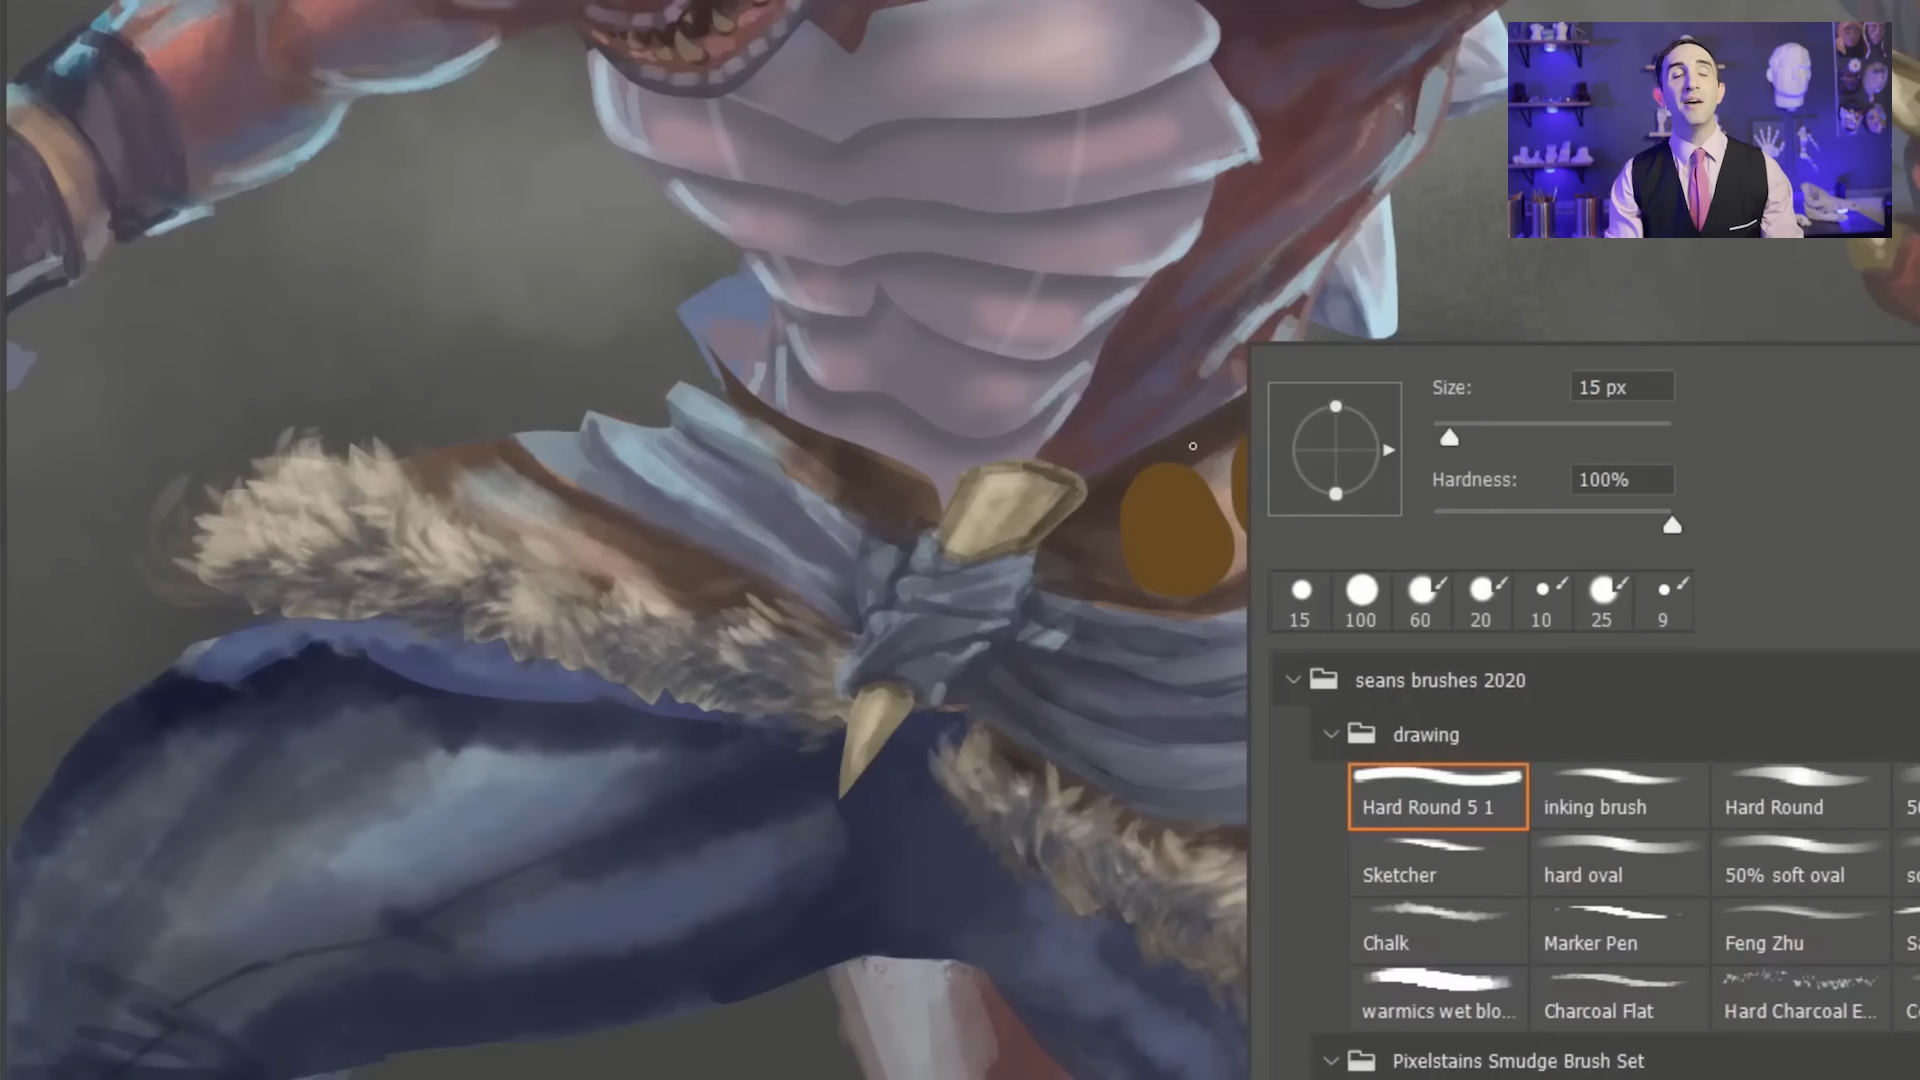 Size: 15 px
Hardness: 100%
15 100 60 20 10 25 9
seans brushes 2020
drawing
Hard Round 5 1 inking brush Hard Round
Sketcher hard oval 50% soft oval
Chalk Marker Pen Feng Zhu
warmics wet blo... Charcoal Flat Hard Charcoal E...
Pixelstains Smudge Brush Set